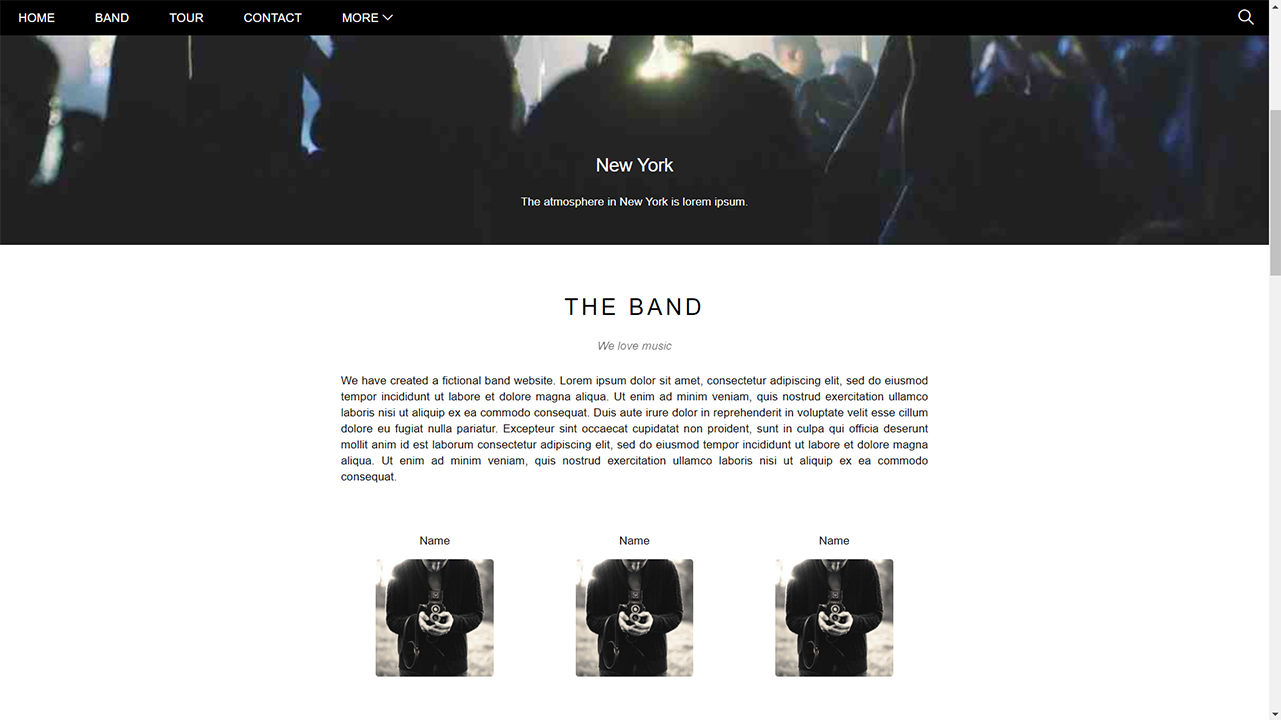 HOME BAND TOUR CONTACT MORE
New York
The atmosphere in New York is lorem ipsum.
THE BAND
We love music
We have created a fictional band website. Lorem ipsum dolor sit amet, consectetur adipiscing elit, sed do eiusmod
tempor incididunt ut labore et dolore magna aliqua. Ut enim ad minim veniam, quis nostrud exercitation ullamco
laboris nisi ut aliquip ex ea commodo consequat. Duis aute irure dolor in reprehenderit in voluptate velit esse cillum
dolore eu fugiat nulla pariatur. Excepteur sint occaecat cupidatat non proident, sunt in culpa qui officia deserunt
mollit anim id est laborum consectetur adipiscing elit, sed do eiusmod tempor incididunt ut labore et dolore magna
aliqua. Ut enim ad minim veniam, quis nostrud exercitation ullamco laboris nisi ut aliquip ex ea commodo
consequat.
Name Name Name